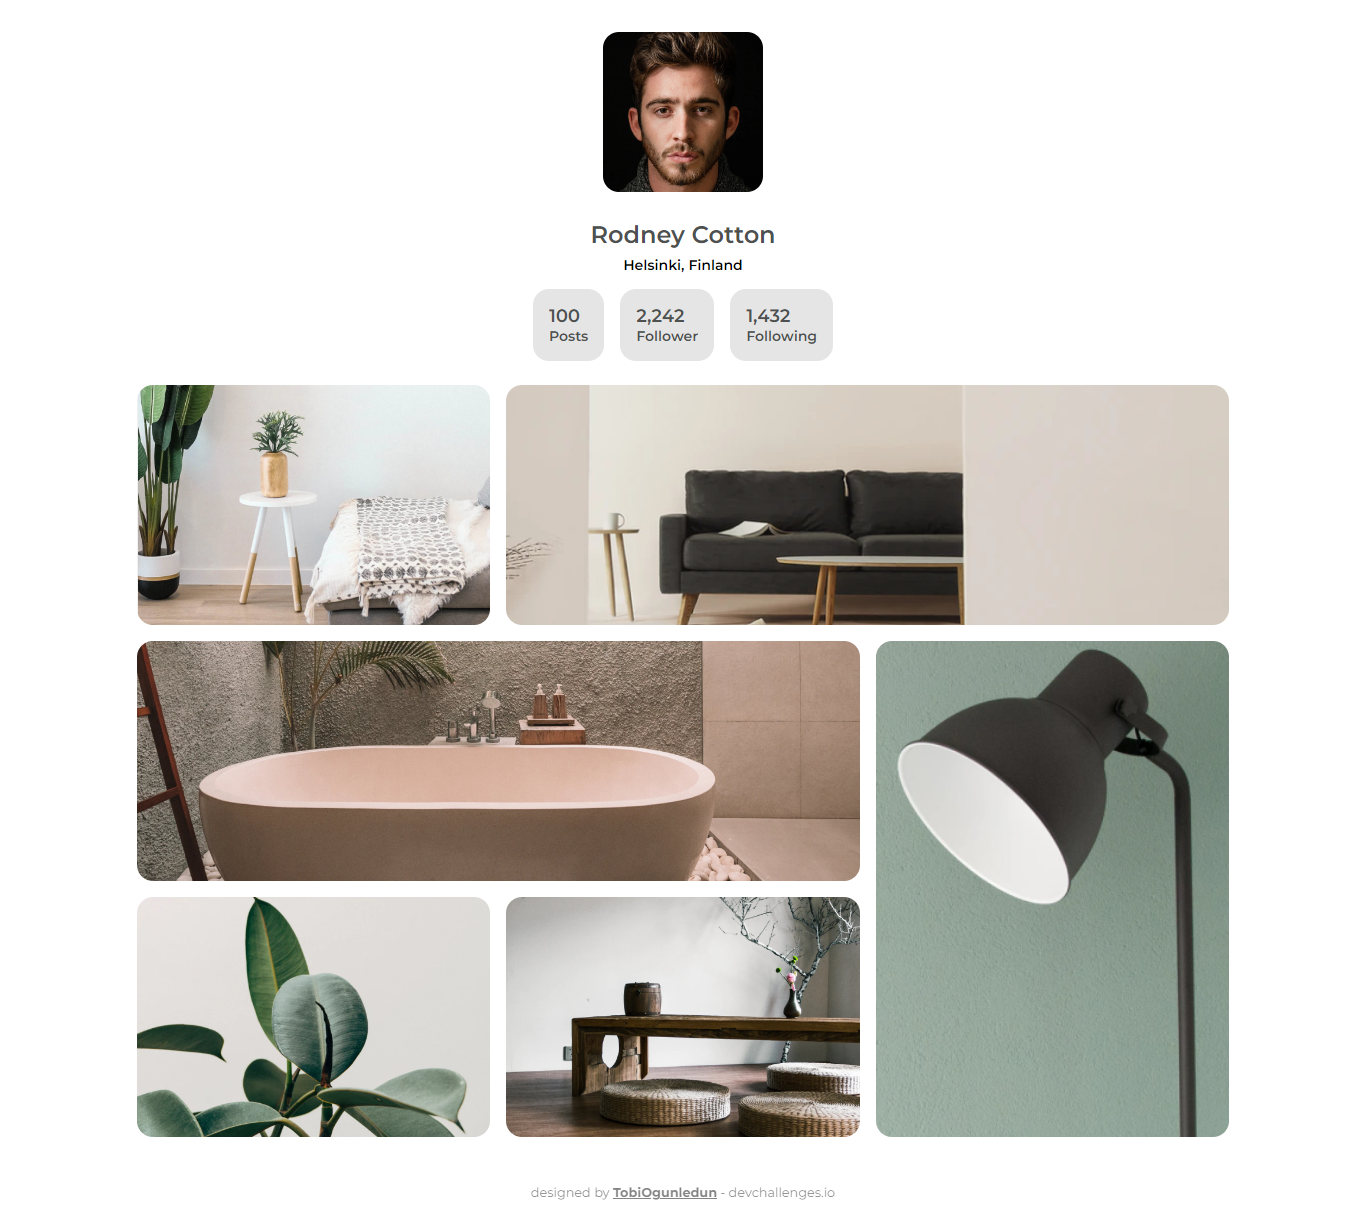 Rodney Cotton
Helsinki, Finland
100 2,242 1,432
Posts Follower Following
designed by TobiOgunledun - devchallenges.io